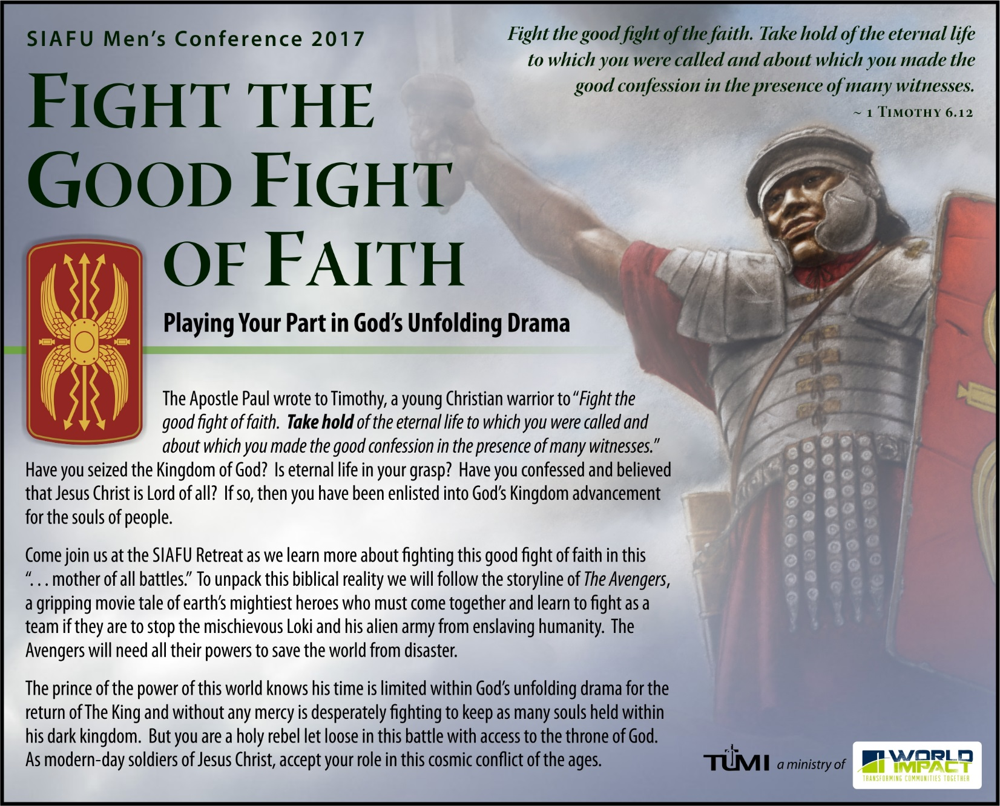 SIAFU Men's Conference 2017
Fight the
Good Fight
of Faith
Playing Your Part in God's Unfolding Drama
Fight the good fight of the faith. Take hold of the eternal life
to which you were called and about which you made the
good confession in the presence of many witnesses.
~ 1 Timothy 6.12
The Apostle Paul wrote to Timothy, a young Christian warrior to “Fight the
good fight of faith.  Take hold of the eternal life to which you were called and
about which you made the good confession in the presence of many witnesses.”
Have you seized the Kingdom of God?  Is eternal life in your grasp?  Have you confessed and believed
that Jesus Christ is Lord of all?  If so, then you have been enlisted into God’s Kingdom advancement
for the souls of people.
Come join us at the SIAFU Retreat as we learn more about fighting this good fight of faith in this
“. . . mother of all battles.”  To unpack this biblical reality we will follow the storyline of The Avengers,
a gripping movie tale of earth’s mightiest heroes who must come together and learn to fight as a
team if they are to stop the mischievous Loki and his alien army from enslaving humanity.  The
Avengers will need all their powers to save the world from disaster.
The prince of the power of this world knows his time is limited within God’s unfolding drama for the
return of The King and without any mercy is desperately fighting to keep as many souls held within
his dark kingdom.  But you are a holy rebel let loose in this battle with access to the throne of God.
As modern-day soldiers of Jesus Christ, accept your role in this cosmic conflict of the ages.
TUMI a ministry of
WORLD
IMPACT
TRANSFORMING COMMUNITIES TOGETHER